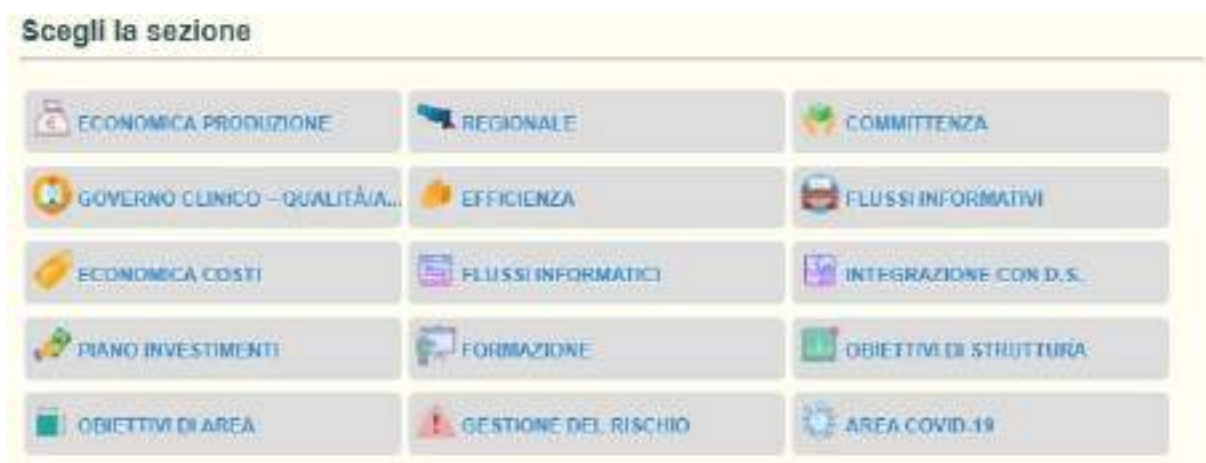 Scegli la sezione
ECONOMICA PRODUZIONE
REGIONALE
COMMITTENZA
GOVERNO CLINICO – QUALITÀ/A...
EFFICIENZA
FLUSSI INFORMATIVI
ECONOMICA COSTI
FLUSSI INFORMATICI
INTEGRAZIONE CON D.S.
PIANO INVESTIMENTI
FORMAZIONE
OBIETTIVI DI STRUTTURA
OBIETTIVI DI AREA
GESTIONE DEL RISCHIO
AREA COVID-19